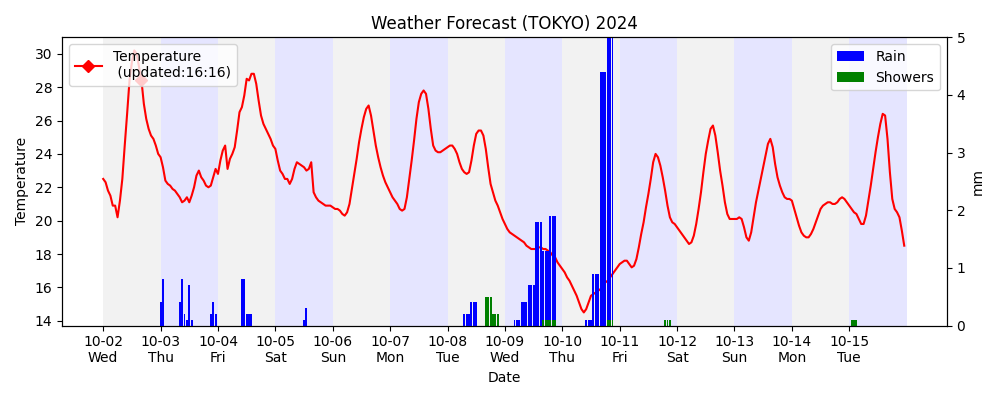 Weather Forecast (TOKYO) 2024
Temperature
(updated:16:16)
Rain
Showers
Temperature
30
28
26
24
22
20
18
16
14
mm
5
4
3
2
1
0
10-02 10-03 10-04 10-05 10-06 10-07 10-08 10-09 10-10 10-11 10-12 10-13 10-14 10-15
Wed Thu Fri Sat Sun Mon Tue Wed Thu Fri Sat Sun Mon Tue
Date